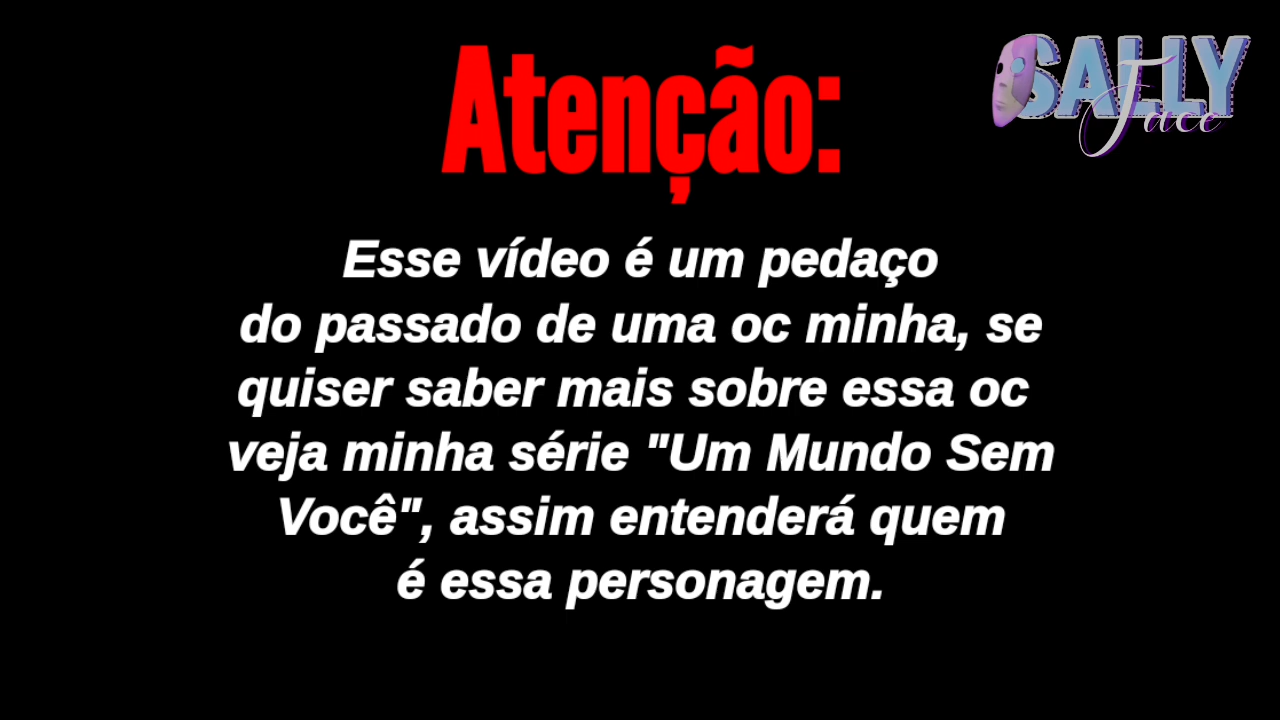 Atenção:
SALLY
Face
Esse vídeo é um pedaço
do passado de uma oc minha, se
quiser saber mais sobre essa oc
veja minha série "Um Mundo Sem
Você", assim entenderá quem
é essa personagem.